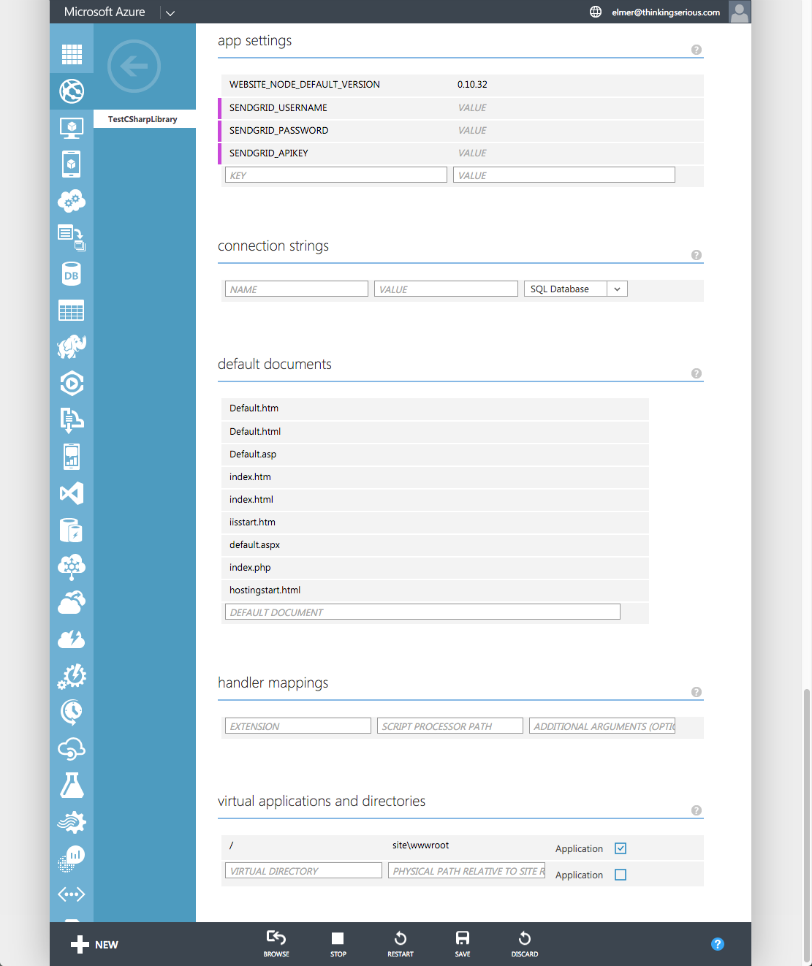 Microsoft Azure
elmer@thinkingserious.com
TestCSharpLibrary
app settings
?
WEBSITE_NODE_DEFAULT_VERSION 0.10.32
SENDGRID_USERNAME VALUE
SENDGRID_PASSWORD VALUE
SENDGRID_APIKEY VALUE
KEY VALUE
connection strings
?
NAME VALUE SQL Database
DB
default documents
?
Default.htm
Default.html
Default.asp
index.htm
index.html
iisstart.htm
default.aspx
index.php
hostingstart.html
DEFAULT DOCUMENT
handler mappings
?
EXTENSION SCRIPT PROCESSOR PATH ADDITIONAL ARGUMENTS (OPTIO
virtual applications and directories
?
/ site\wwwroot Application
VIRTUAL DIRECTORY PHYSICAL PATH RELATIVE TO SITE R Application
NEW BROWSE STOP RESTART SAVE DISCARD ?